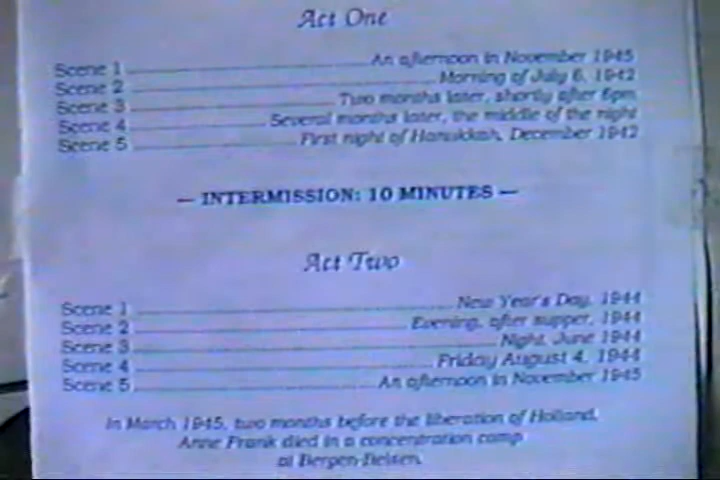 Act One
Scene 1 An afternoon in November 1945
Scene 2 Morning of July 6, 1942
Scene 3 Two months later, shortly after 6pm
Scene 4 Several months later, the middle of the night
Scene 5 First night of Hanukkah, December 1942
— INTERMISSION: 10 MINUTES —
Act Two
Scene 1 New Year's Day, 1944
Scene 2 Evening, after supper, 1944
Scene 3 Night, June 1944
Scene 4 Friday August 4, 1944
Scene 5 An afternoon in November 1945
In March 1945, two months before the liberation of Holland,
Anne Frank died in a concentration camp
at Bergen-Belsen.